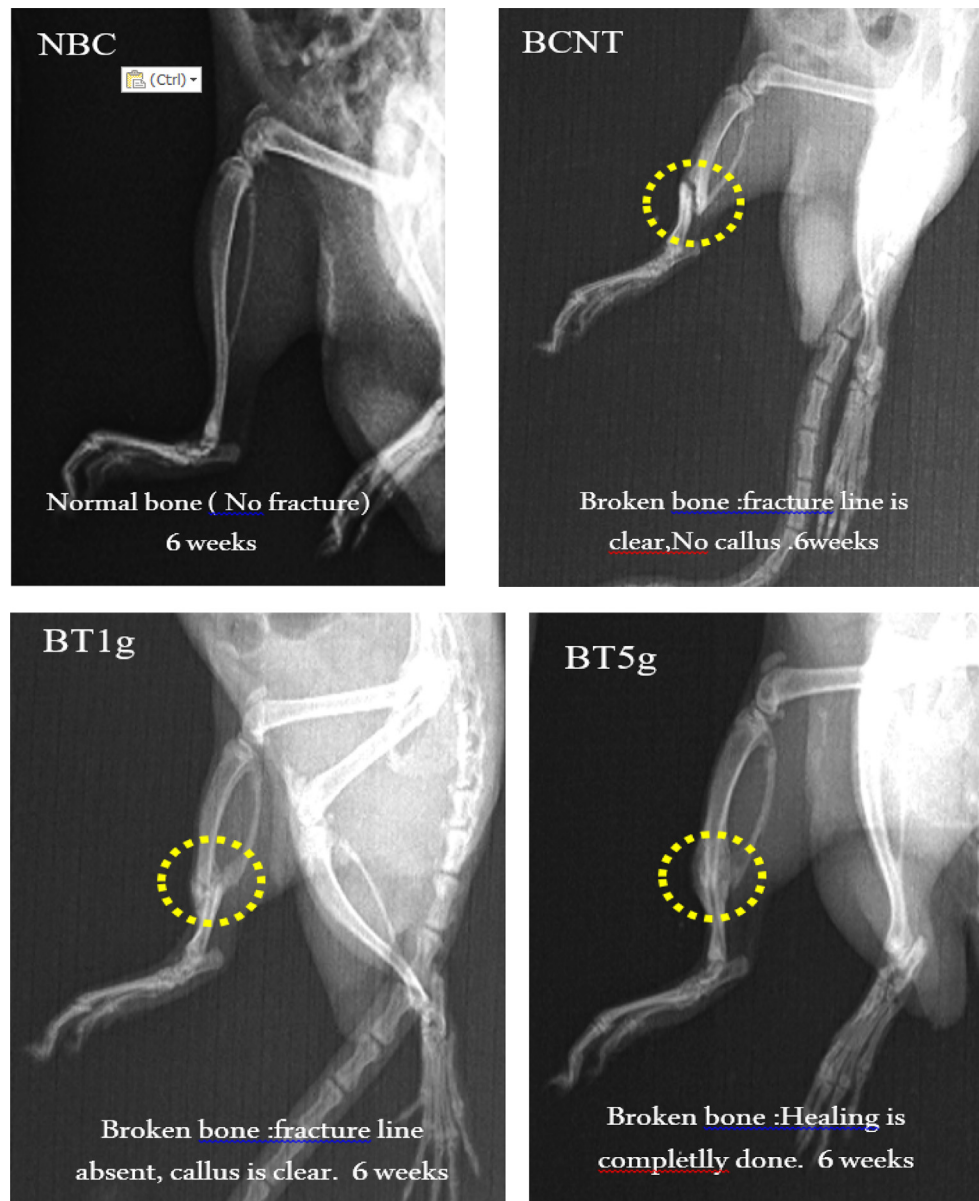 NBC
(Ctrl)
Normal bone ( No fracture)
6 weeks
BCNT
Broken bone :fracture line is
clear,No callus .6weeks
BT1g
Broken bone :fracture line
absent, callus is clear. 6 weeks
BT5g
Broken bone :Healing is
completlly done. 6 weeks